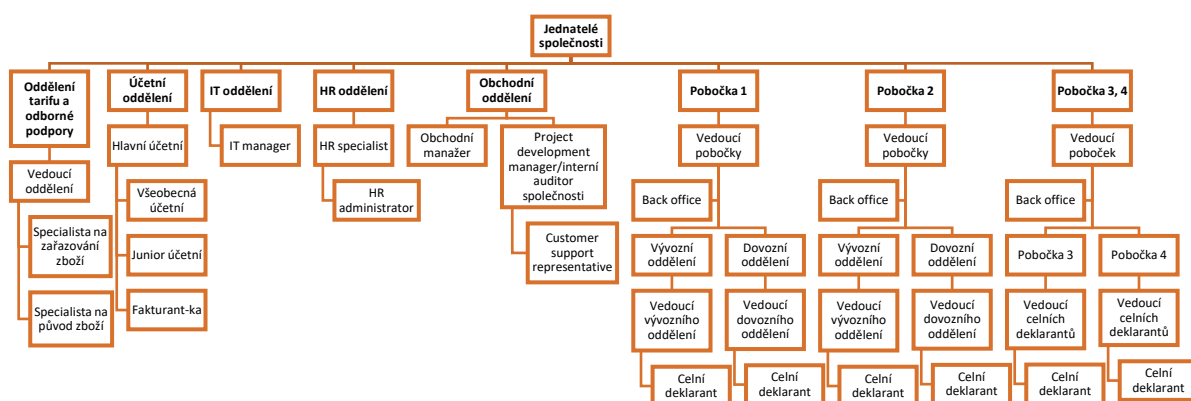 Jednatelé
společnosti
Oddělení
tarifu a
odborné
podpory
Vedoucí
oddělení
Specialista na
zařazování
zboží
Specialista na
původ zboží
Účetní
oddělení
Hlavní účetní
Všeobecná
účetní
Junior účetní
Fakturant-ka
IT oddělení
IT manager
HR oddělení
HR specialist
HR
administrator
Obchodní
oddělení
Obchodní
manažer
Project
development
manager/interní
auditor
společnosti
Customer
support
representative
Pobočka 1
Vedoucí
pobočky
Back office
Vývozní
oddělení
Vedoucí
vývozního
oddělení
Celní
deklarant
Dovozní
oddělení
Vedoucí
dovozního
oddělení
Celní
deklarant
Pobočka 2
Vedoucí
pobočky
Back office
Vývozní
oddělení
Vedoucí
vývozního
oddělení
Celní
deklarant
Dovozní
oddělení
Vedoucí
dovozního
oddělení
Celní
deklarant
Pobočka 3, 4
Vedoucí
poboček
Back office
Pobočka 3
Vedoucí
celních
deklarantů
Celní
deklarant
Pobočka 4
Vedoucí
celních
deklarantů
Celní
deklarant